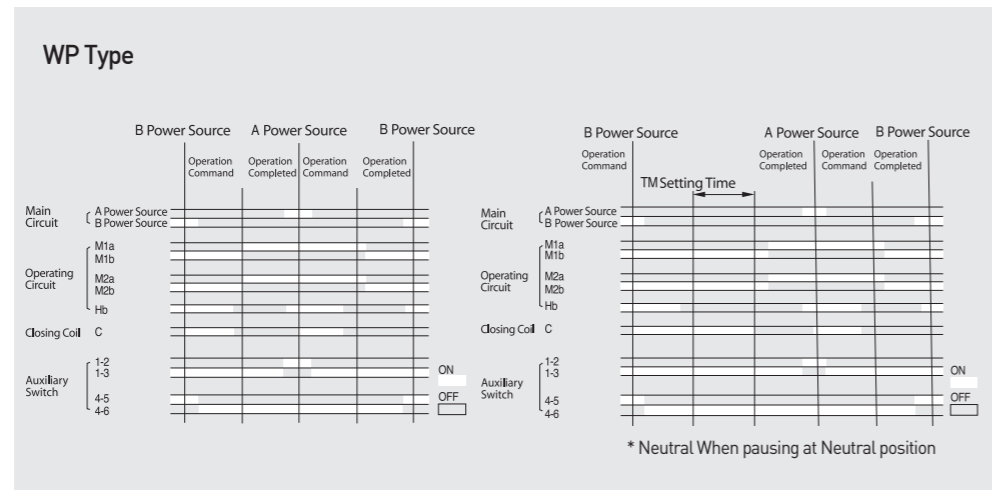 WP Type
B Power Source A Power Source B Power Source
Operation Command
Operation Completed
Operation Command
Operation Completed
Main Circuit
A Power Source
B Power Source
Operating Circuit
M1a
M1b
M2a
M2b
Hb
Closing Coil C
Auxiliary Switch
1-2
1-3
4-5
4-6
ON
OFF
B Power Source A Power Source B Power Source
Operation Command
Operation Completed
Operation Command
Operation Completed
TM Setting Time
Main Circuit
A Power Source
B Power Source
Operating Circuit
M1a
M1b
M2a
M2b
Hb
Closing Coil C
Auxiliary Switch
1-2
1-3
4-5
4-6
ON
OFF
* Neutral When pausing at Neutral position